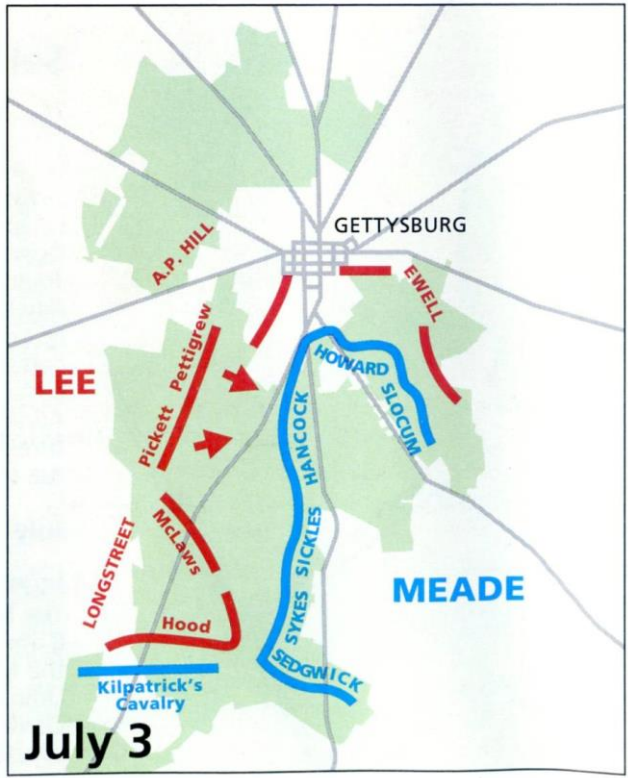 GETTYSBURG
A.P. HILL
EWELL
Pettigrew
Pickett
LEE
HOWARD
SLOCUM
HANCOCK
SICKLES
SYKES
SEDGWICK
McLaws
LONGSTREET
MEADE
Hood
Kilpatrick's
Cavalry
July 3